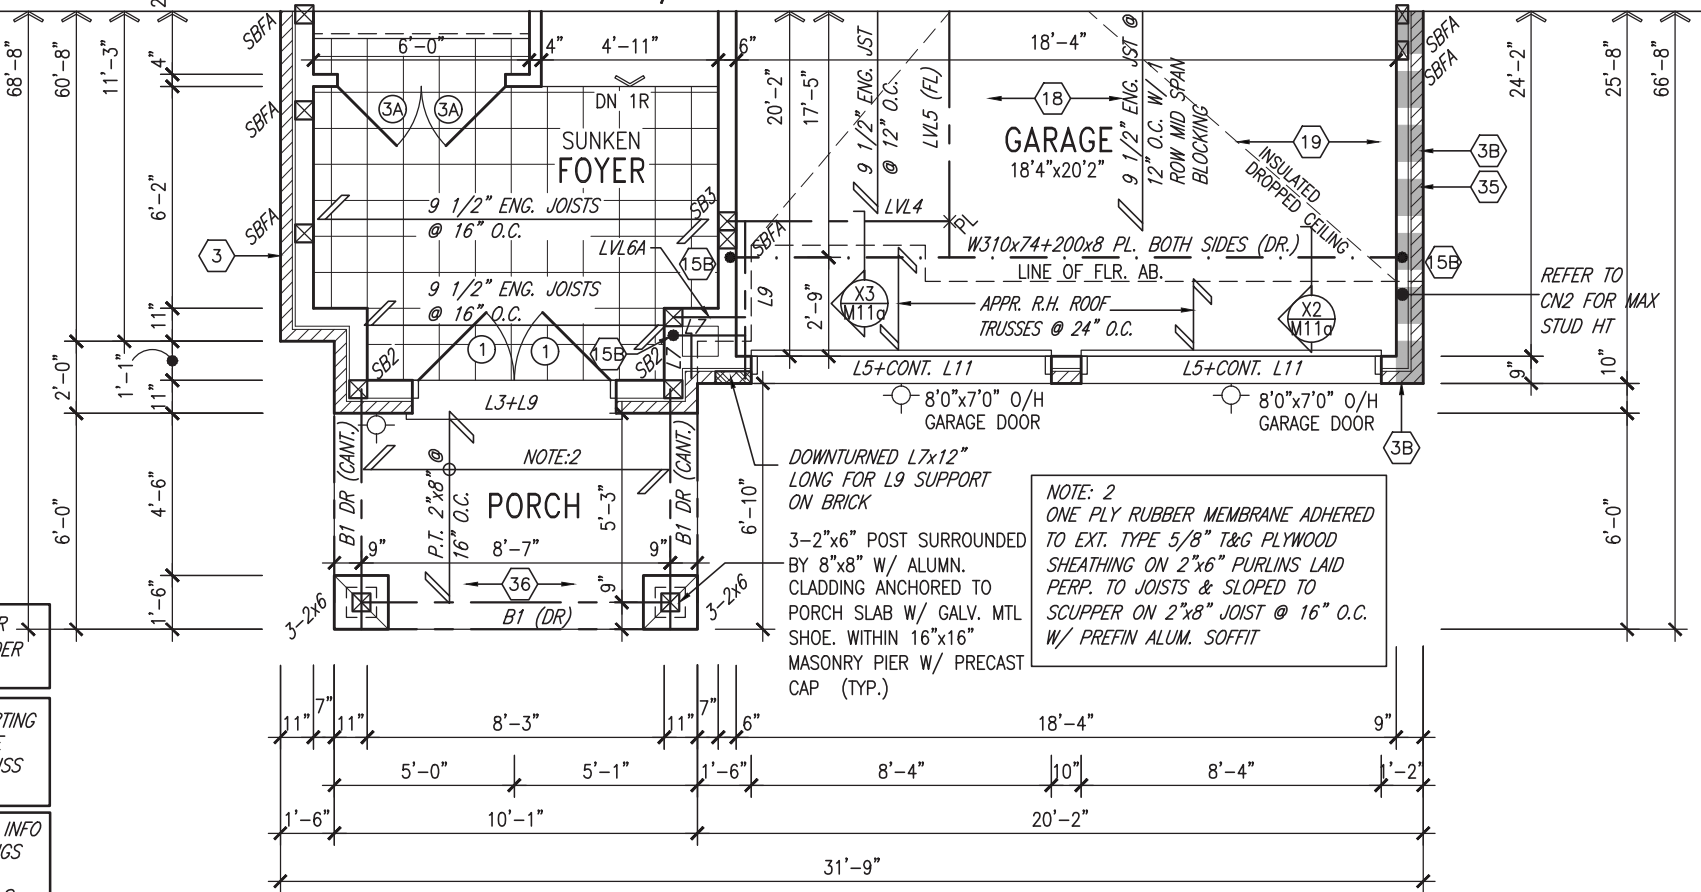 68'-8"
60'-8"
11'-3"
4"
6'-2"
11"
2'-0"
1'-1"
11"
6'-0"
4'-6"
1'-6"
SBFA
SBFA
SBFA
3
6'-0"
4"
4'-11"
6"
18'-4"
3A
3A
DN 1R
SUNKEN
FOYER
9 1/2" ENG. JOISTS
@ 16" O.C.
9 1/2" ENG. JOISTS
@ 16" O.C.
LVL6A
SB3
15B
SBFA
L9
L7
L7
SB2
SB2
15B
1
1
L3+L9
20'-2"
17'-5"
2'-9"
9 1/2" ENG. JST
@ 12" O.C.
LVL5 (FL)
LVL4
PL
18
GARAGE
18'4"x20'2"
9 1/2" ENG. JST @
12" O.C. W/ 1
ROW MID SPAN
BLOCKING
19
INSULATED
DROPPED CEILING
W310x74+200x8 PL. BOTH SIDES (DR.)
LINE OF FLR. AB.
X3
M11a
APPR. R.H. ROOF
TRUSSES @ 24" O.C.
X2
M11a
L5+CONT. L11
L5+CONT. L11
8'0"x7'0" O/H
GARAGE DOOR
8'0"x7'0" O/H
GARAGE DOOR
SBFA
SBFA
3B
35
15B
3B
REFER TO
CN2 FOR MAX
STUD HT
24'-2"
25'-8"
66'-8"
9"
10"
6'-0"
B1 DR (CANT.)
P.T. 2"x8" @
16" O.C.
NOTE:2
PORCH
5'-3"
B1 DR (CANT.)
6'-10"
9"
8'-7"
9"
36
9"
B1 (DR)
3-2x6
3-2x6
DOWNTURNED L7x12"
LONG FOR L9 SUPPORT
ON BRICK
3-2"x6" POST SURROUNDED
BY 8"x8" W/ ALUMN.
CLADDING ANCHORED TO
PORCH SLAB W/ GALV. MTL
SHOE. WITHIN 16"x16"
MASONRY PIER W/ PRECAST
CAP (TYP.)
NOTE: 2
ONE PLY RUBBER MEMBRANE ADHERED
TO EXT. TYPE 5/8" T&G PLYWOOD
SHEATHING ON 2"x6" PURLINS LAID
PERP. TO JOISTS & SLOPED TO
SCUPPER ON 2"x8" JOIST @ 16" O.C.
W/ PREFIN ALUM. SOFFIT
DER
RTING
SS
INFO
GS
11"
7"
11"
8'-3"
11"
7"
6"
18'-4"
9"
5'-0"
5'-1"
1'-6"
8'-4"
10"
8'-4"
1'-2"
1'-6"
10'-1"
20'-2"
31'-9"